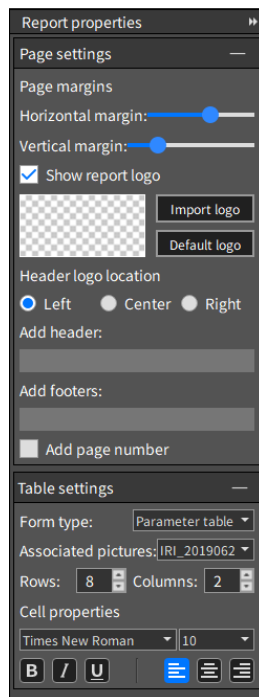 Report properties
Page settings
Page margins
Horizontal margin:
Vertical margin:
Show report logo
Import logo
Default logo
Header logo location
Left Center Right
Add header:
Add footers:
Add page number
Table settings
Form type: Parameter table
Associated pictures: IRI_2019062
Rows: 8 Columns: 2
Cell properties
Times New Roman 10
B I U